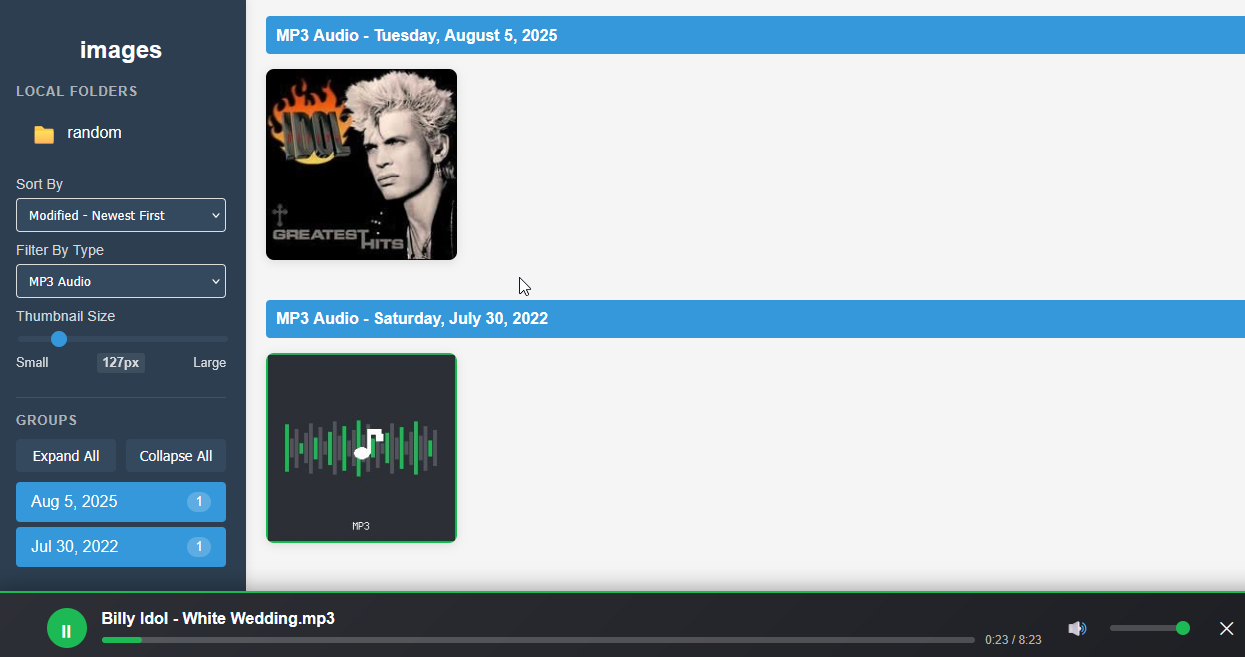 images
LOCAL FOLDERS
random
Sort By
Modified - Newest First
Filter By Type
MP3 Audio
Thumbnail Size
Small 127px Large
GROUPS
Expand All Collapse All
Aug 5, 2025 1
Jul 30, 2022 1
MP3 Audio - Tuesday, August 5, 2025
IDOL
GREATEST HITS
MP3 Audio - Saturday, July 30, 2022
MP3
Billy Idol - White Wedding.mp3
0:23 / 8:23